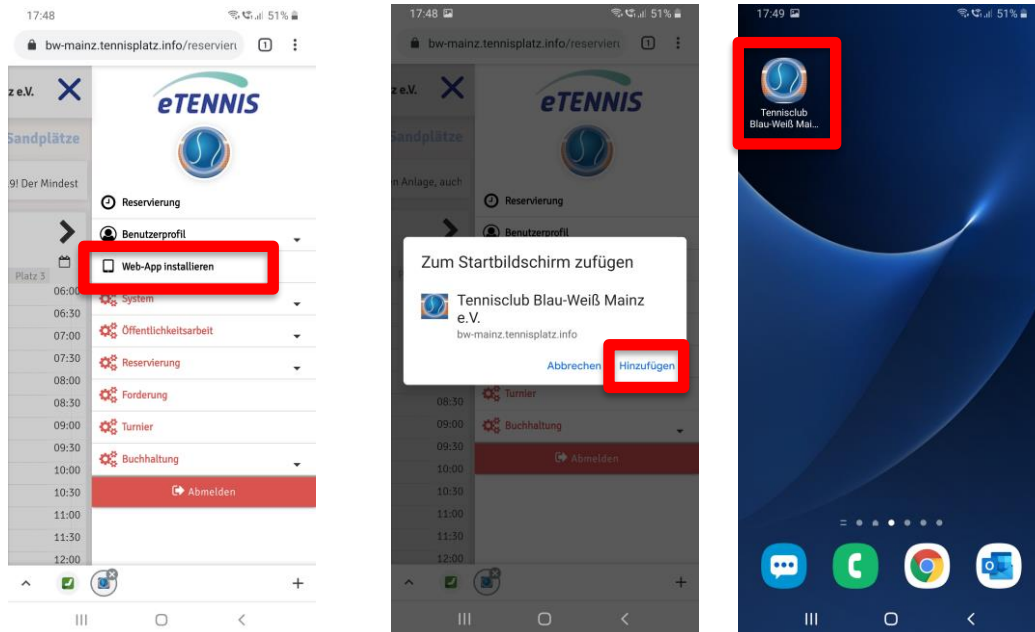 17:48
51%
bw-mainz.tennisplatz.info/reservieru
1
z e.V.
eTENNIS
Sandplätze
9! Der Mindest
Reservierung
Benutzerprofil
Web-App installieren
Platz 3
06:00
System
06:30
Öffentlichkeitsarbeit
07:00
07:30
Reservierung
08:00
Forderung
08:30
09:00
Turnier
09:30
Buchhaltung
10:00
10:30
Abmelden
11:00
11:30
12:00
17:48
51%
bw-mainz.tennisplatz.info/reservieru
1
z e.V.
eTENNIS
Sandplätze
n Anlage, auch
Reservierung
Benutzerprofil
Zum Startbildschirm zufügen
Tennisclub Blau-Weiß Mainz
e.V.
bw-mainz.tennisplatz.info
Abbrechen
Hinzufügen
Turnier
08:30
09:00
Buchhaltung
09:30
Abmelden
10:00
10:30
11:00
11:30
12:00
17:49
51%
Tennisclub
Blau-Weiß Mai...